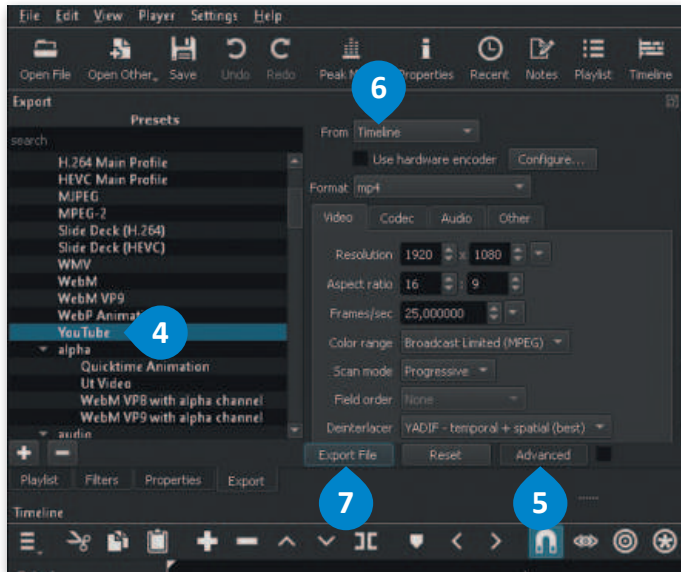 File Edit View Player Settings Help
Open File Open Other Save Undo Redo Peak Properties Recent Notes Playlist Timeline
Export
Presets
search
H.264 Main Profile
HEVC Main Profile
MJPEG
MPEG-2
Slide Deck (H.264)
Slide Deck (HEVC)
WMV
WebM
WebM VP9
WebP
YouTube
alpha
Quicktime Animation
Ut Video
WebM VP8 with alpha channel
WebM VP9 with alpha channel
audio
6
From Timeline
Use hardware encoder Configure...
Format mp4
Video Codec Audio Other
Resolution 1920 x 1080
Aspect ratio 16 : 9
Frames/sec 25,000000
Color range Broadcast Limited (MPEG)
Scan mode Progressive
Field order None
Deinterlacer YADIF - temporal + spatial (best)
4
Export File Reset Advanced
Playlist Filters Properties Export
7 5
Timeline